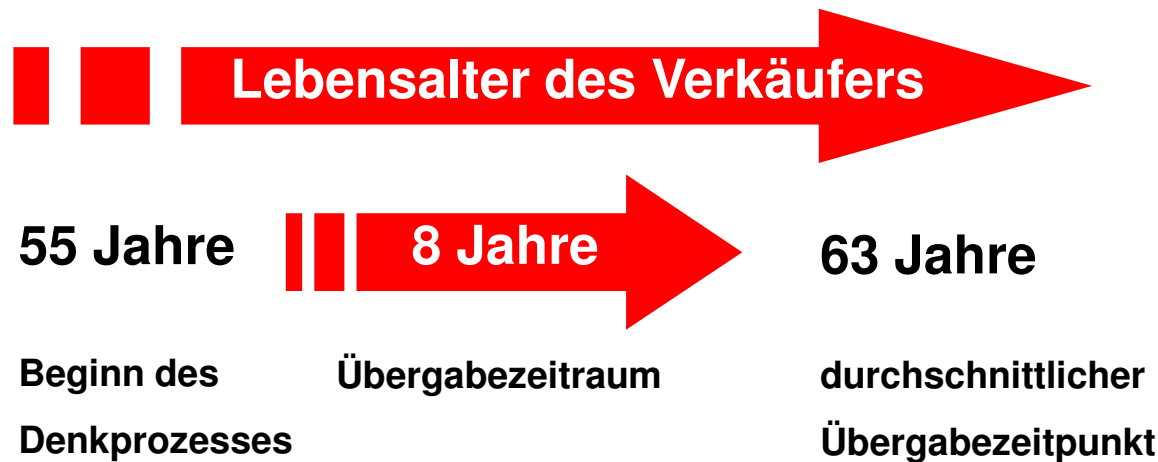 Lebensalter des Verkäufers
55 Jahre
8 Jahre
63 Jahre
Beginn des
Denkprozesses
Übergabezeitraum
durchschnittlicher
Übergabezeitpunkt